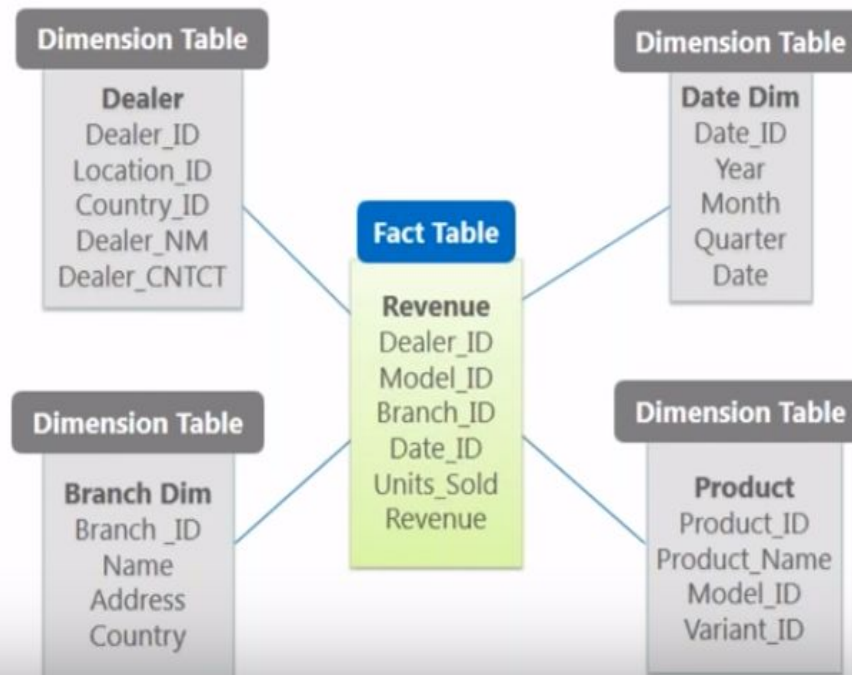 Dimension Table
Dealer
Dealer_ID
Location_ID
Country_ID
Dealer_NM
Dealer_CNTCT
Dimension Table
Date Dim
Date_ID
Year
Month
Quarter
Date
Fact Table
Revenue
Dealer_ID
Model_ID
Branch_ID
Date_ID
Units_Sold
Revenue
Dimension Table
Branch Dim
Branch _ID
Name
Address
Country
Dimension Table
Product
Product_ID
Product_Name
Model_ID
Variant_ID